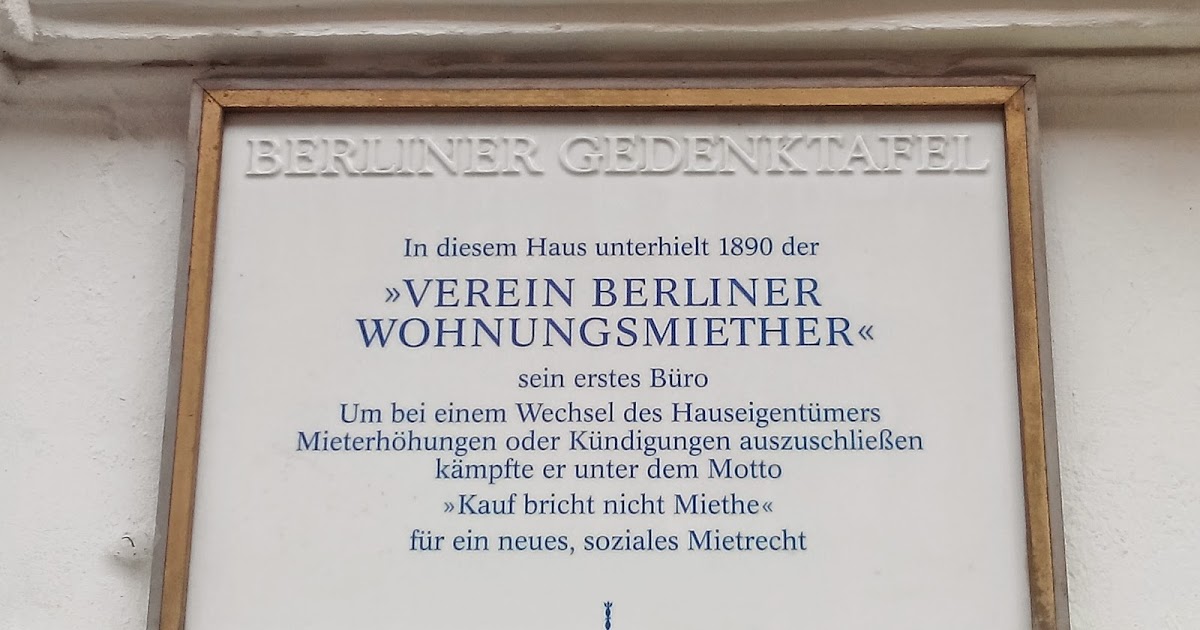 BERLINER GEDENKTAFEL
In diesem Haus unterhielt 1890 der
»VEREIN BERLINER
WOHNUNGSMIETHER«
sein erstes Büro
Um bei einem Wechsel des Hauseigentümers
Mieterhöhungen oder Kündigungen auszuschließen
kämpfte er unter dem Motto
»Kauf bricht nicht Miethe«
für ein neues, soziales Mietrecht